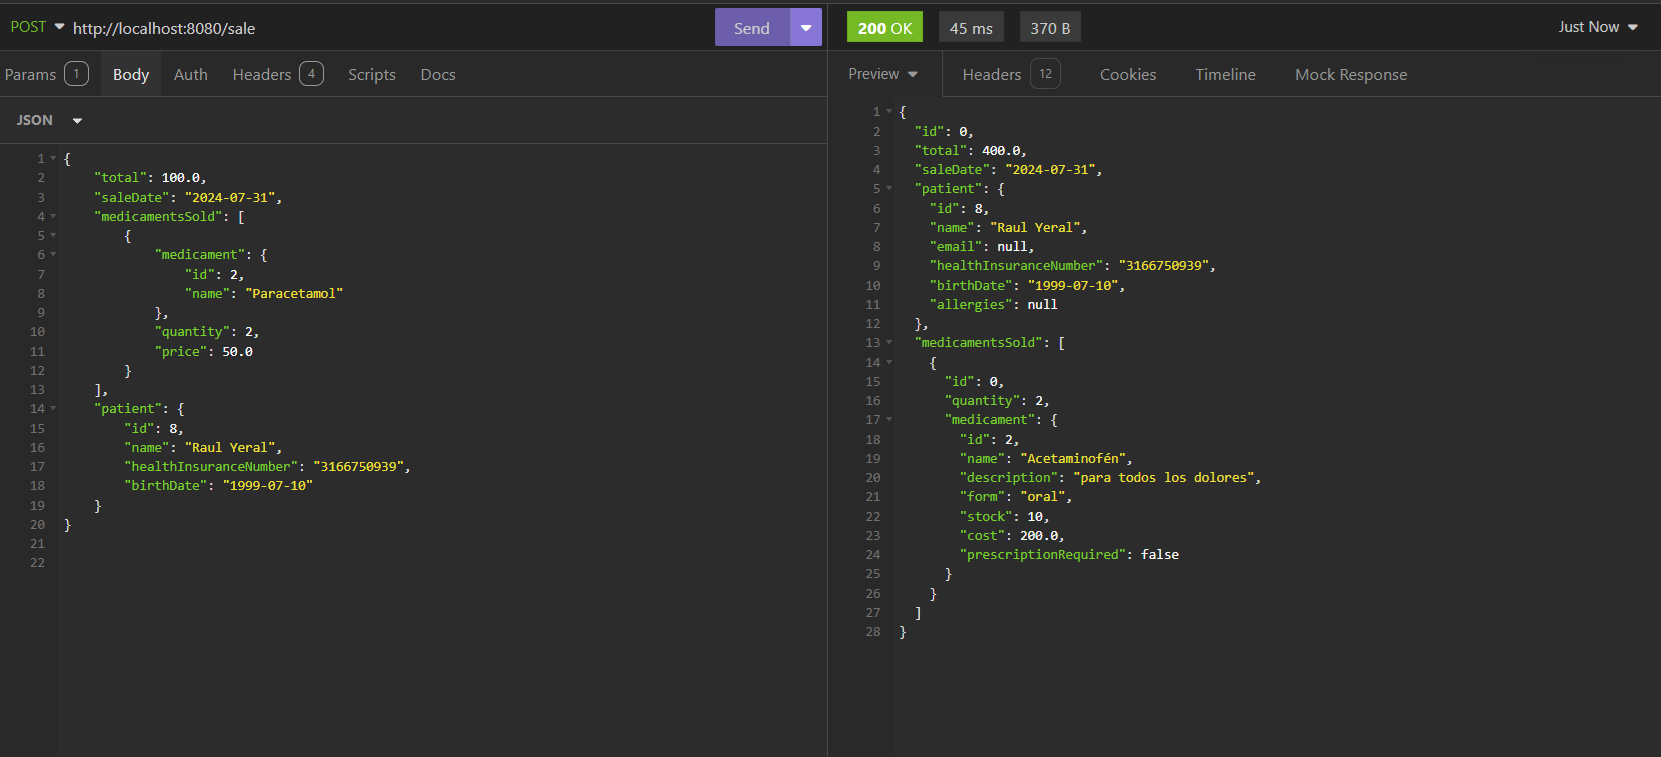 POST http://localhost:8080/sale Send
Params 1 Body Auth Headers 4 Scripts Docs
JSON
1 {
2 "total": 100.0,
3 "saleDate": "2024-07-31",
4 "medicamentsSold": [
5 {
6 "medicament": {
7 "id": 2,
8 "name": "Paracetamol"
9 },
10 "quantity": 2,
11 "price": 50.0
12 }
13 ],
14 "patient": {
15 "id": 8,
16 "name": "Raul Yeral",
17 "healthInsuranceNumber": "3166750939",
18 "birthDate": "1999-07-10"
19 }
20 }
21
22
200 OK 45 ms 370 B Just Now
Preview Headers 12 Cookies Timeline Mock Response
1 {
2 "id": 0,
3 "total": 400.0,
4 "saleDate": "2024-07-31",
5 "patient": {
6 "id": 8,
7 "name": "Raul Yeral",
8 "email": null,
9 "healthInsuranceNumber": "3166750939",
10 "birthDate": "1999-07-10",
11 "allergies": null
12 },
13 "medicamentsSold": [
14 {
15 "id": 0,
16 "quantity": 2,
17 "medicament": {
18 "id": 2,
19 "name": "Acetaminofén",
20 "description": "para todos los dolores",
21 "form": "oral",
22 "stock": 10,
23 "cost": 200.0,
24 "prescriptionRequired": false
25 }
26 }
27 ]
28 }